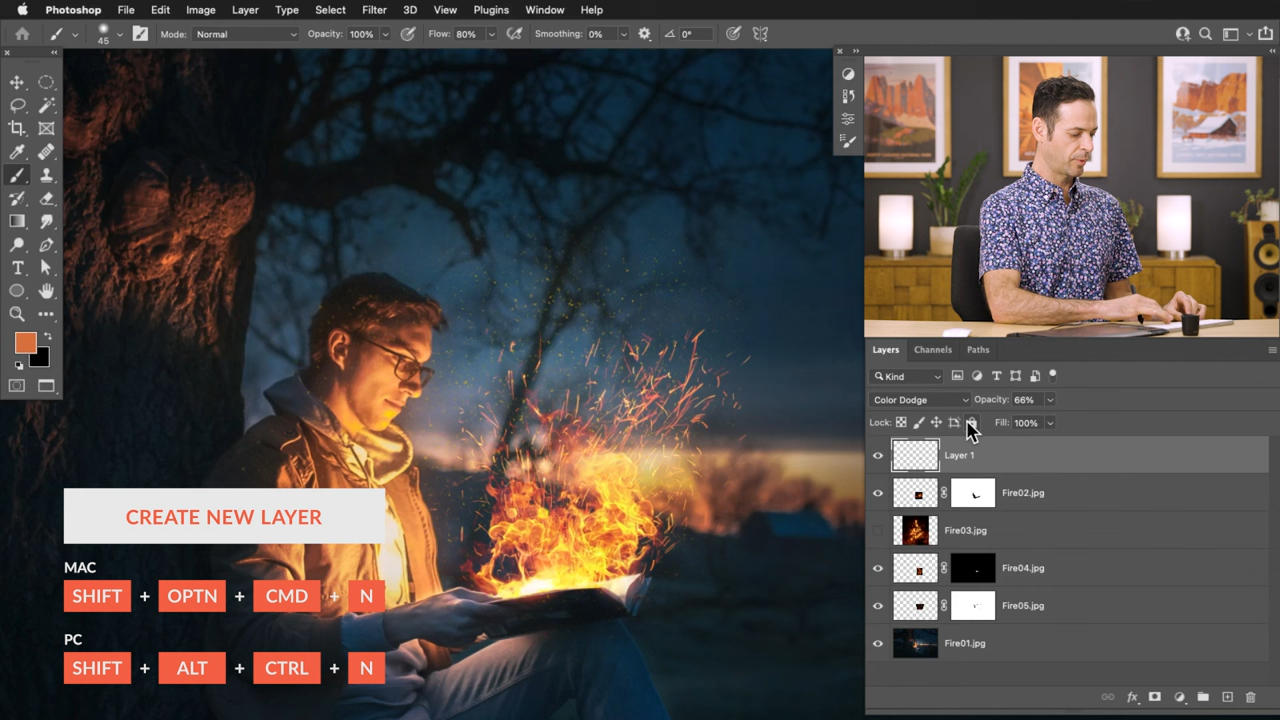 Photoshop File Edit Image Layer Type Select Filter 3D View Plugins Window Help
45 Mode: Normal Opacity: 100% Flow: 80% Smoothing: 0% 0°
Layers Channels Paths
Kind
Color Dodge Opacity: 66%
Lock: Fill: 100%
Layer 1
Fire02.jpg
Fire03.jpg
Fire04.jpg
Fire05.jpg
Fire01.jpg
CREATE NEW LAYER
MAC
SHIFT + OPTN + CMD + N
PC
SHIFT + ALT + CTRL + N